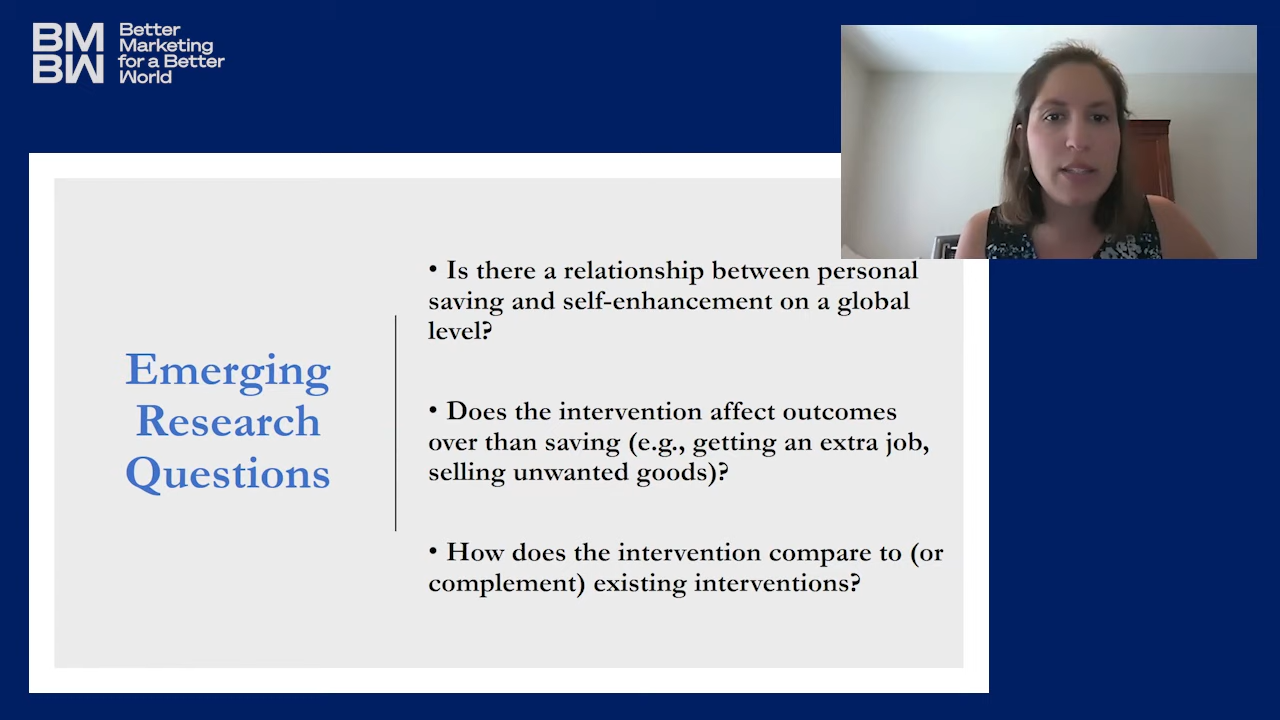 BM
BW
Better
Marketing
for a Better
World
Emerging
Research
Questions
• Is there a relationship between personal
saving and self-enhancement on a global
level?
• Does the intervention affect outcomes
over than saving (e.g., getting an extra job,
selling unwanted goods)?
• How does the intervention compare to (or
complement) existing interventions?